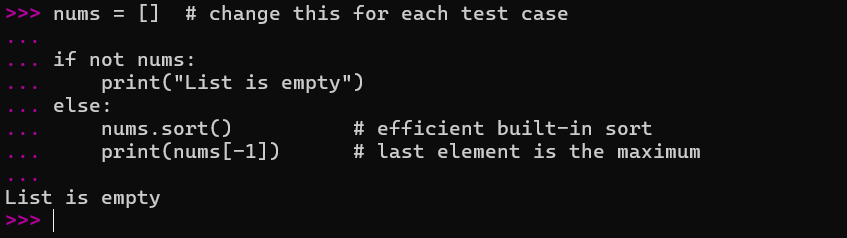 >>> nums = []  # change this for each test case
...
... if not nums:
...     print("List is empty")
... else:
...     nums.sort()          # efficient built-in sort
...     print(nums[-1])      # last element is the maximum
...
List is empty
>>>